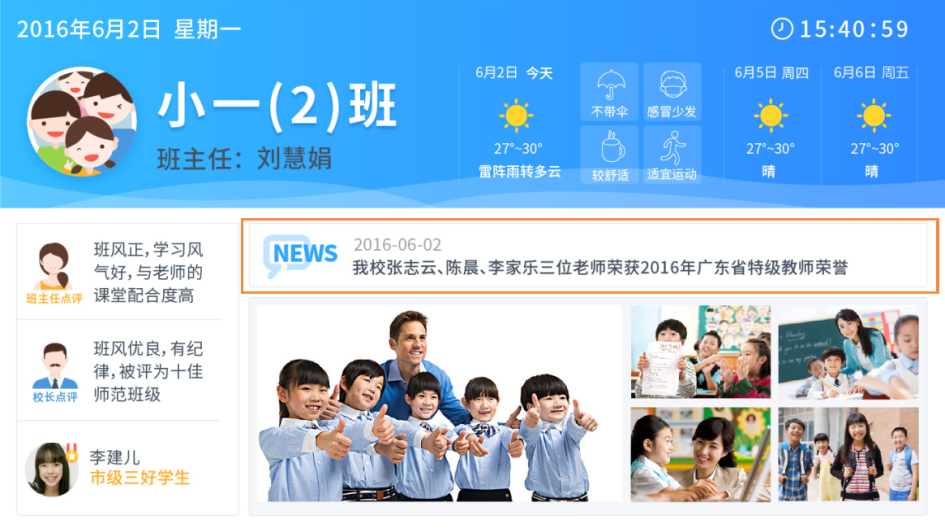 2016年6月2日 星期一
15:40:59
小一(2)班
班主任：刘慧娟
6月2日 今天
27°~30°
雷阵雨转多云
不带伞
感冒少发
较舒适
适宜运动
6月5日 周四
27°~30°
晴
6月6日 周五
27°~30°
晴
班主任点评
班风正，学习风
气好，与老师的
课堂配合度高
校长点评
班风优良，有纪
律，被评为十佳
师范班级
李建儿
市级三好学生
NEWS
2016-06-02
我校张志云、陈晨、李家乐三位老师荣获2016年广东省特级教师荣誉